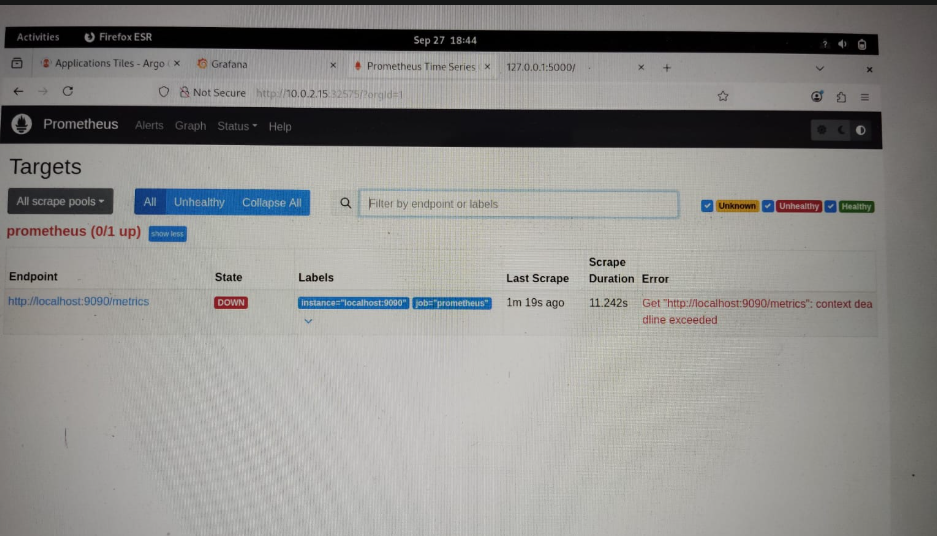 Activities Firefox ESR Sep 27 18:44
Applications Tiles - Argo Grafana Prometheus Time Series 127.0.0.1:5000/
Not Secure http://10.0.2.15:32575/?orgId=1
Prometheus Alerts Graph Status Help
Targets
All scrape pools All Unhealthy Collapse All Filter by endpoint or labels Unknown Unhealthy Healthy
prometheus (0/1 up) show less
Endpoint State Labels Last Scrape Scrape Duration Error
http://localhost:9090/metrics DOWN instance="localhost:9090" job="prometheus" 1m 19s ago 11.242s Get "http://localhost:9090/metrics": context dea
dline exceeded